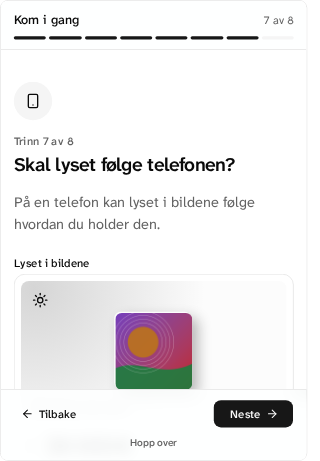 Kom i gang
7 av 8
Trinn 7 av 8
Skal lyset følge telefonen?
På en telefon kan lyset i bildene følge
hvordan du holder den.
Lyset i bildene
Tilbake
Neste
Hopp over